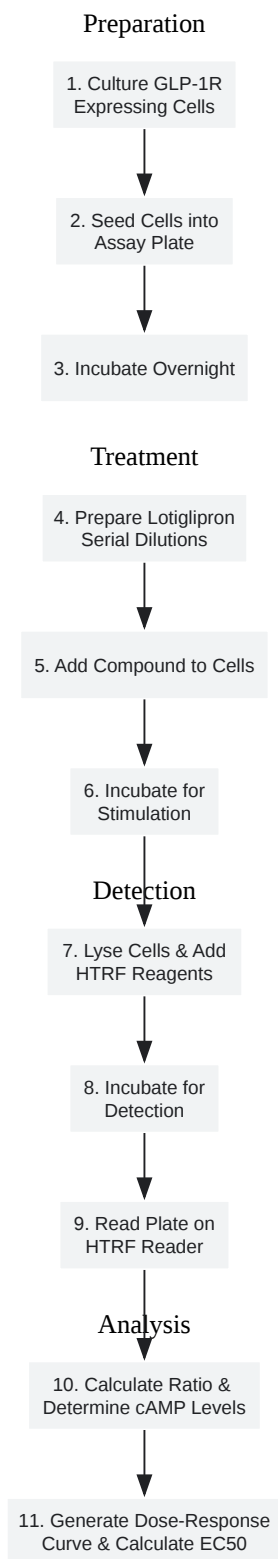 Preparation
1. Culture GLP-1R
Expressing Cells
2. Seed Cells into
Assay Plate
3. Incubate Overnight
Treatment
4. Prepare Lotiglipron
Serial Dilutions
5. Add Compound to Cells
6. Incubate for
Stimulation
Detection
7. Lyse Cells & Add
HTRF Reagents
8. Incubate for
Detection
9. Read Plate on
HTRF Reader
Analysis
10. Calculate Ratio &
Determine cAMP Levels
11. Generate Dose-Response
Curve & Calculate EC50